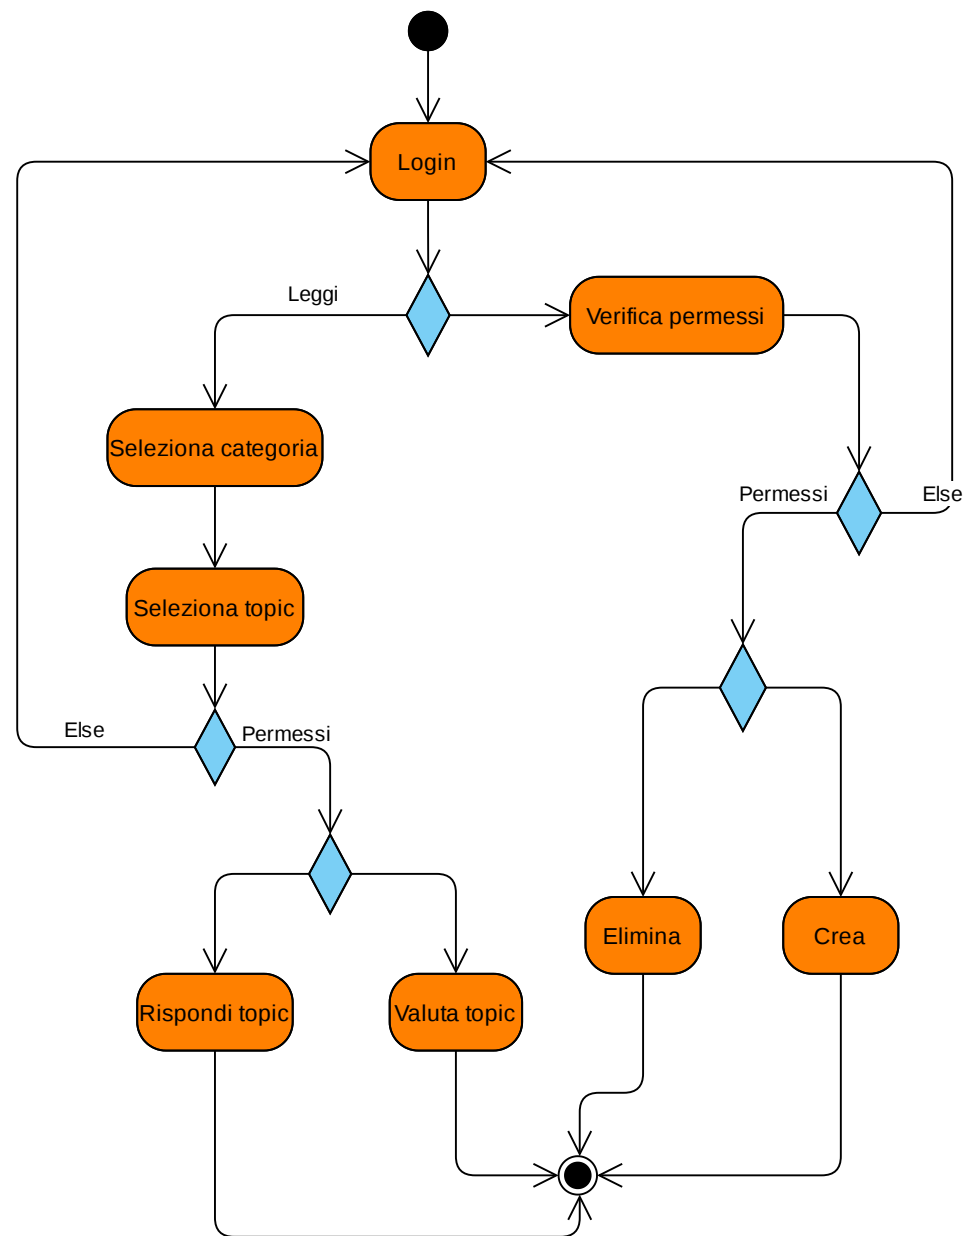 Login
Leggi
Verifica permessi
Seleziona categoria
Permessi
Else
Seleziona topic
Else
Permessi
Elimina
Crea
Rispondi topic
Valuta topic